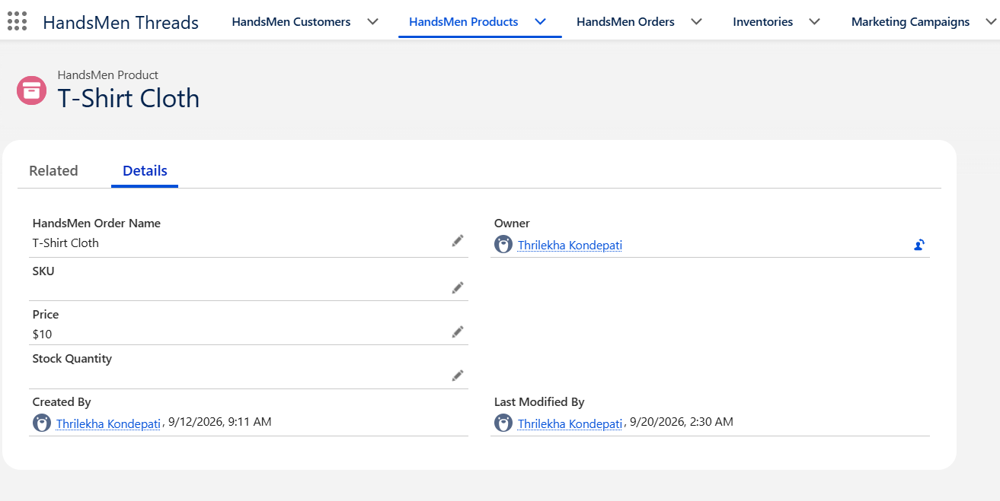 HandsMen Threads
HandsMen Customers
HandsMen Products
HandsMen Orders
Inventories
Marketing Campaigns
HandsMen Product
T-Shirt Cloth
Related
Details
HandsMen Order Name
T-Shirt Cloth
Owner
Thrilekha Kondepati
SKU
Price
$10
Stock Quantity
Created By
Thrilekha Kondepati, 9/12/2026, 9:11 AM
Last Modified By
Thrilekha Kondepati, 9/20/2026, 2:30 AM